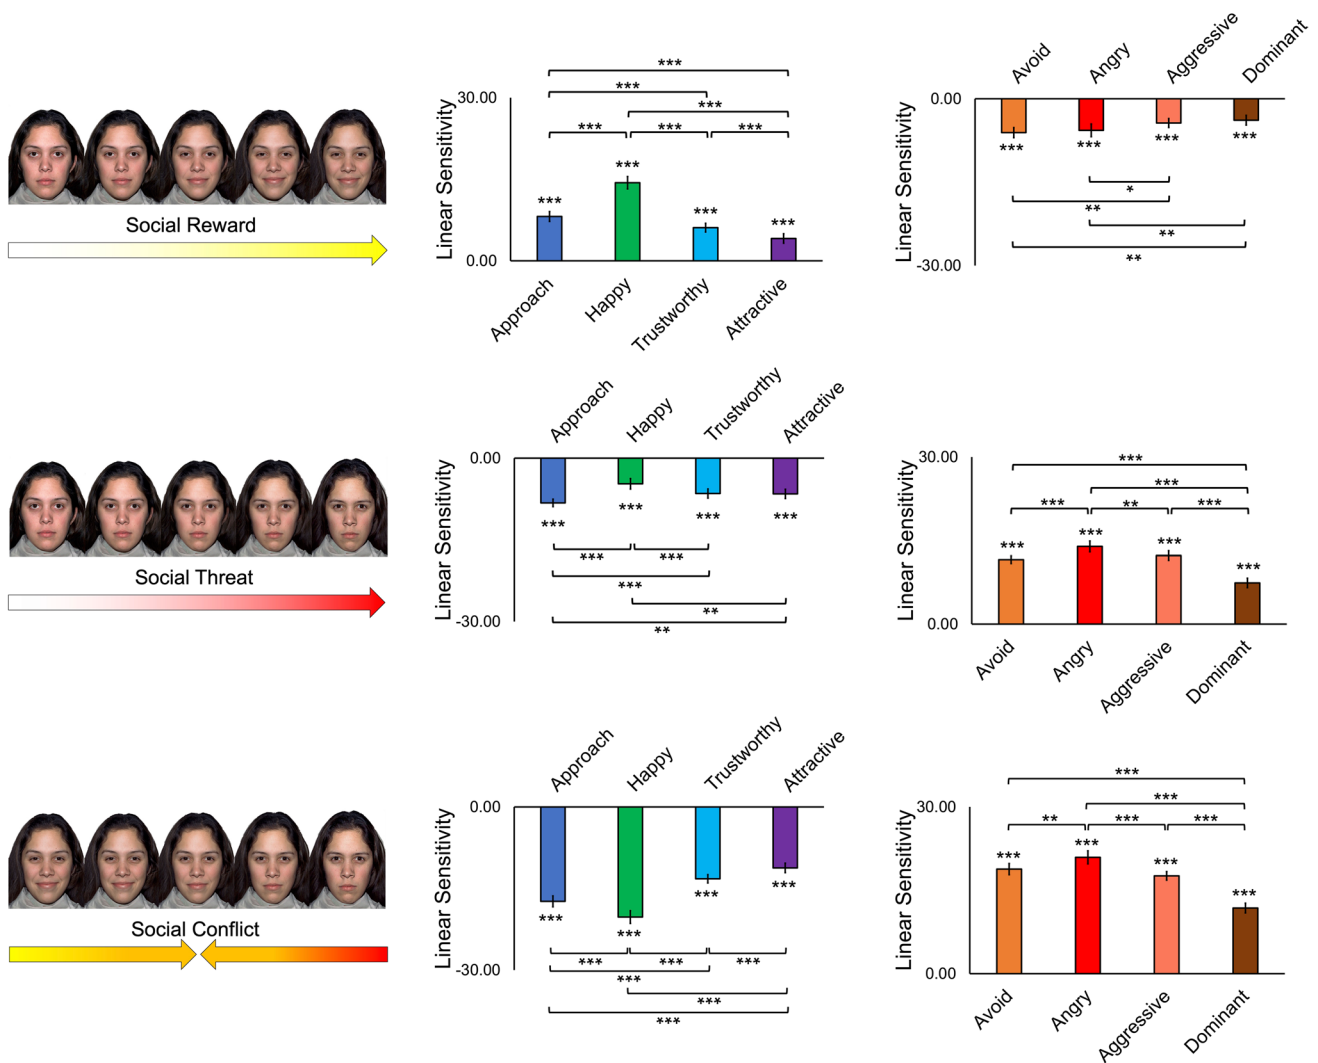 ***
***
***
30.00
*** *** ***
***
***
***
***
Linear Sensitivity
0.00
Approach
Happy
Trustworthy
Attractive
Social Reward
Avoid
Angry
Aggressive
Dominant
0.00
***
***
***
***
*
**
**
**
Linear Sensitivity
-30.00
Approach
Happy
Trustworthy
Attractive
0.00
***
***
***
***
*** ***
***
**
**
Linear Sensitivity
-30.00
Social Threat
***
***
30.00
*** ** ***
***
***
***
***
Linear Sensitivity
0.00
Avoid
Angry
Aggressive
Dominant
Approach
Happy
Trustworthy
Attractive
0.00
***
***
***
***
*** *** ***
***
***
***
Linear Sensitivity
-30.00
Social Conflict
***
***
30.00
** *** ***
***
***
***
***
Linear Sensitivity
0.00
Avoid
Angry
Aggressive
Dominant